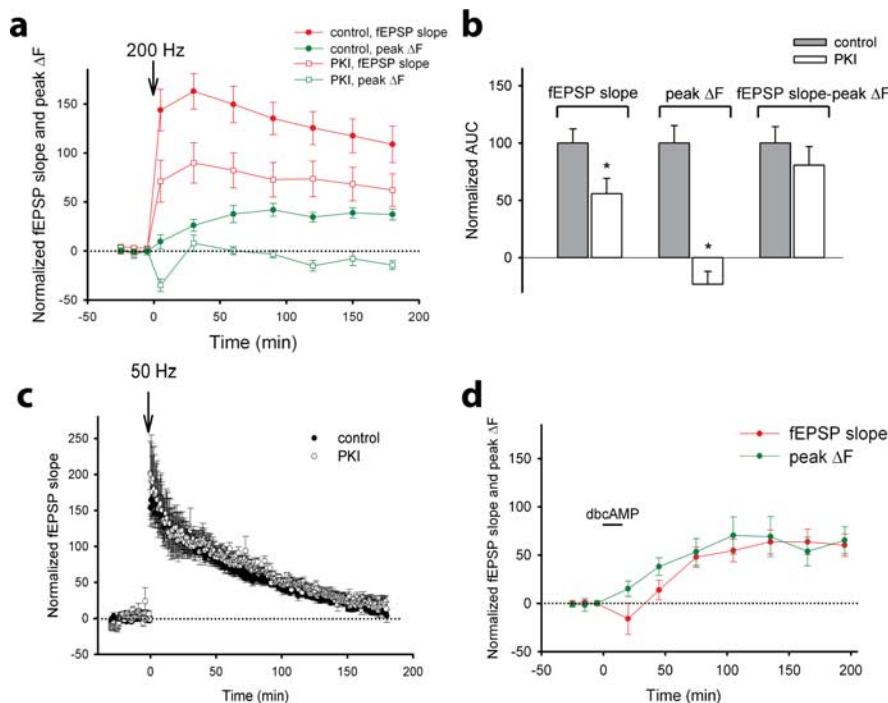 a
200 Hz
control, fEPSP slope
control, peak ΔF
PKI, fEPSP slope
PKI, peak ΔF
Normalized fEPSP slope and peak ΔF
150
100
50
0
-50
-50 0 50 100 150 200
Time (min)
b
control
PKI
fEPSP slope peak ΔF fEPSP slope-peak ΔF
Normalized AUC
100
50
0
* *
c
50 Hz
control
PKI
Normalized fEPSP slope
250
200
150
100
50
0
-50
0 50 100 150 200
Time (min)
d
fEPSP slope
peak ΔF
dbcAMP
Normalized fEPSP slope and peak ΔF
150
100
50
0
-50
-50 0 50 100 150 200
Time (min)